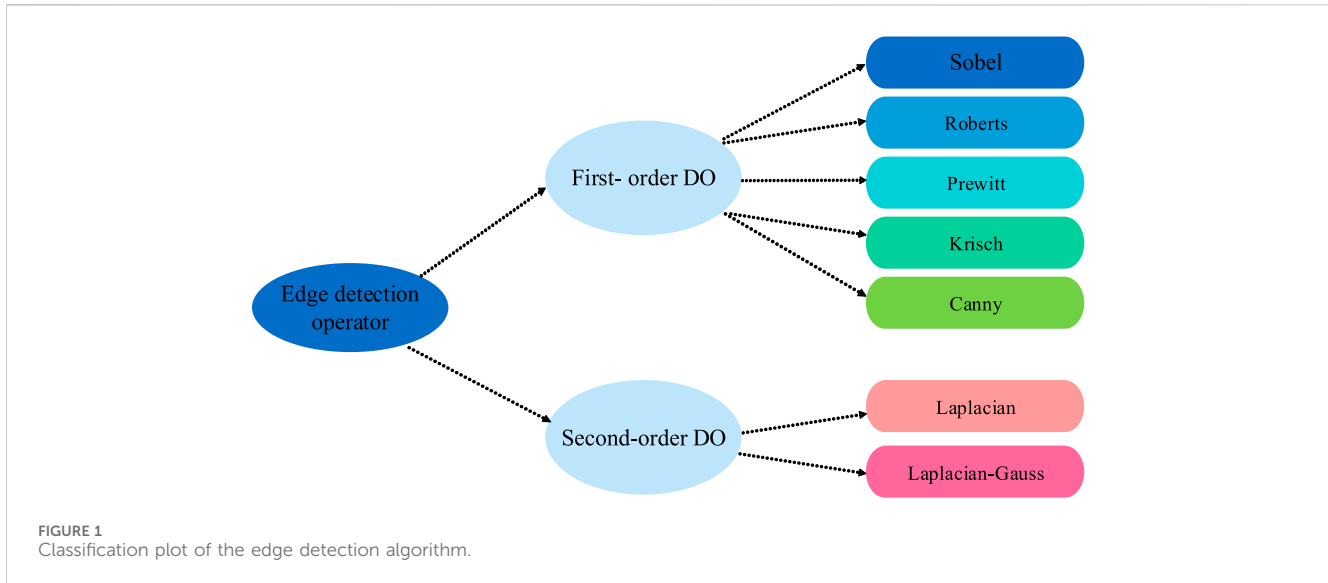 Edge detection
operator
First- order DO
Second-order DO
Sobel
Roberts
Prewitt
Krisch
Canny
Laplacian
Laplacian-Gauss
FIGURE 1
Classification plot of the edge detection algorithm.